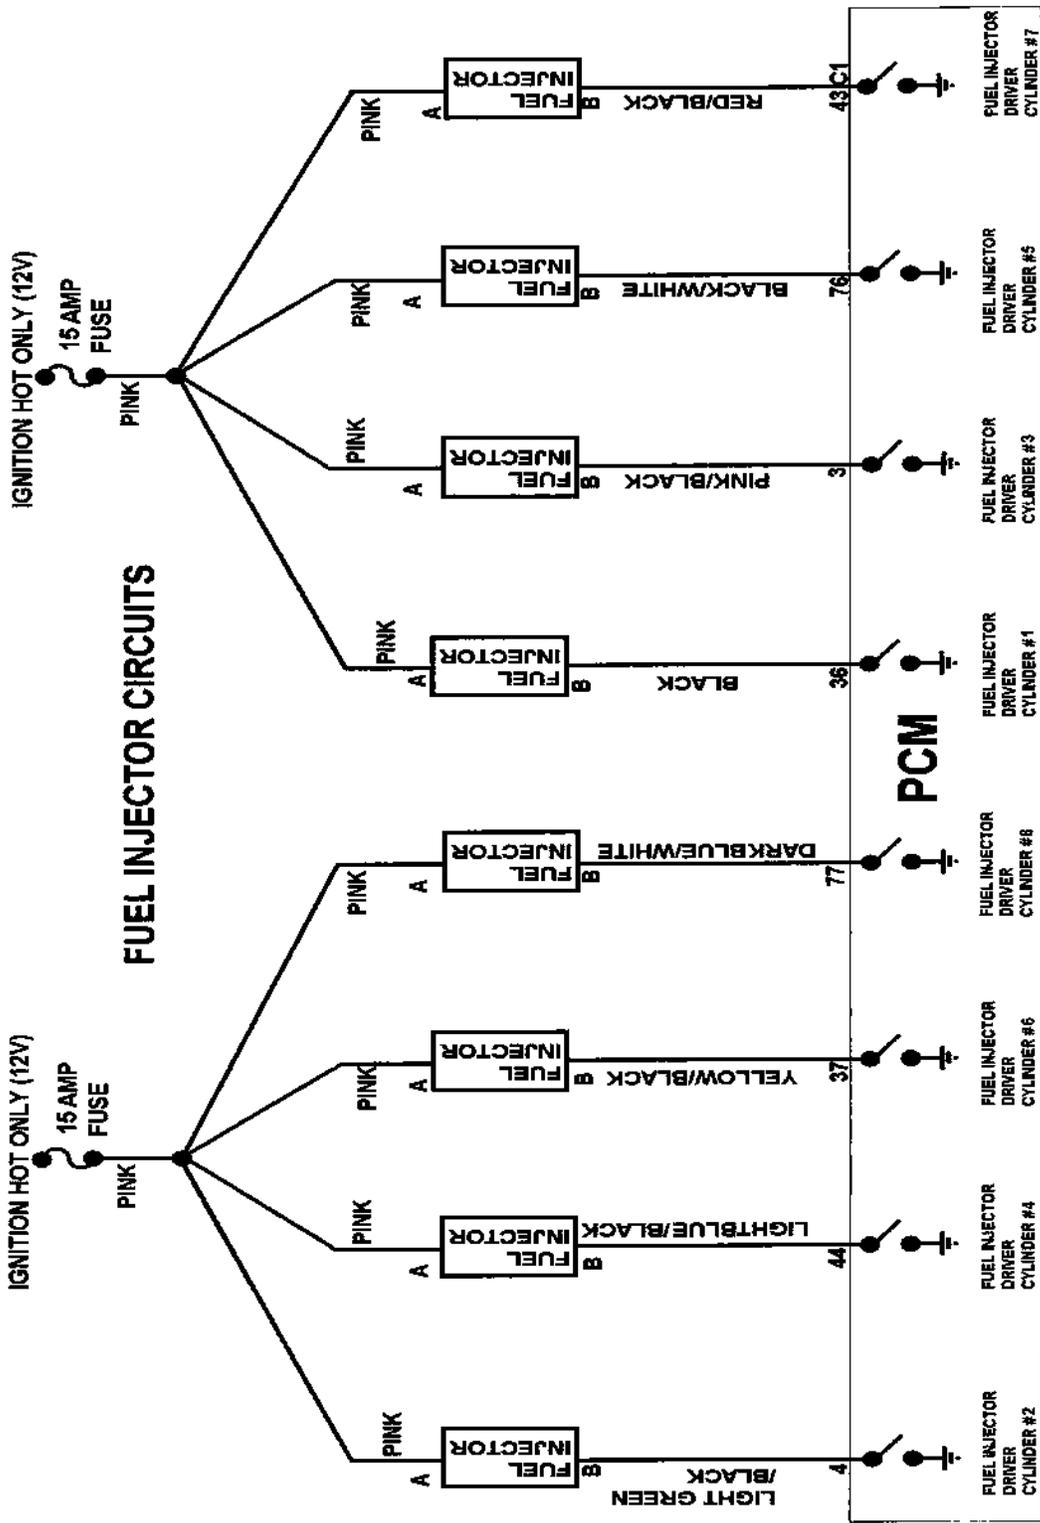 FUEL INJECTOR CIRCUITS
IGNITION HOT ONLY (12V)
15 AMP
FUSE
PINK
IGNITION HOT ONLY (12V)
15 AMP
FUSE
PINK
PINK
A
FUEL
INJECTOR
B
LIGHT GREEN
/BLACK
4
FUEL INJECTOR
DRIVER
CYLINDER #2
PINK
A
FUEL
INJECTOR
B
LIGHTBLUE/BLACK
44
FUEL INJECTOR
DRIVER
CYLINDER #4
PINK
A
FUEL
INJECTOR
B
YELLOW/BLACK
37
FUEL INJECTOR
DRIVER
CYLINDER #6
PINK
A
FUEL
INJECTOR
B
DARKBLUE/WHITE
77
FUEL INJECTOR
DRIVER
CYLINDER #8
PCM
PINK
A
FUEL
INJECTOR
B
BLACK
36
FUEL INJECTOR
DRIVER
CYLINDER #1
PINK
A
FUEL
INJECTOR
B
PINK/BLACK
3
FUEL INJECTOR
DRIVER
CYLINDER #3
PINK
A
FUEL
INJECTOR
B
BLACK/WHITE
76
FUEL INJECTOR
DRIVER
CYLINDER #5
PINK
A
FUEL
INJECTOR
B
RED/BLACK
43 C1
FUEL INJECTOR
DRIVER
CYLINDER #7